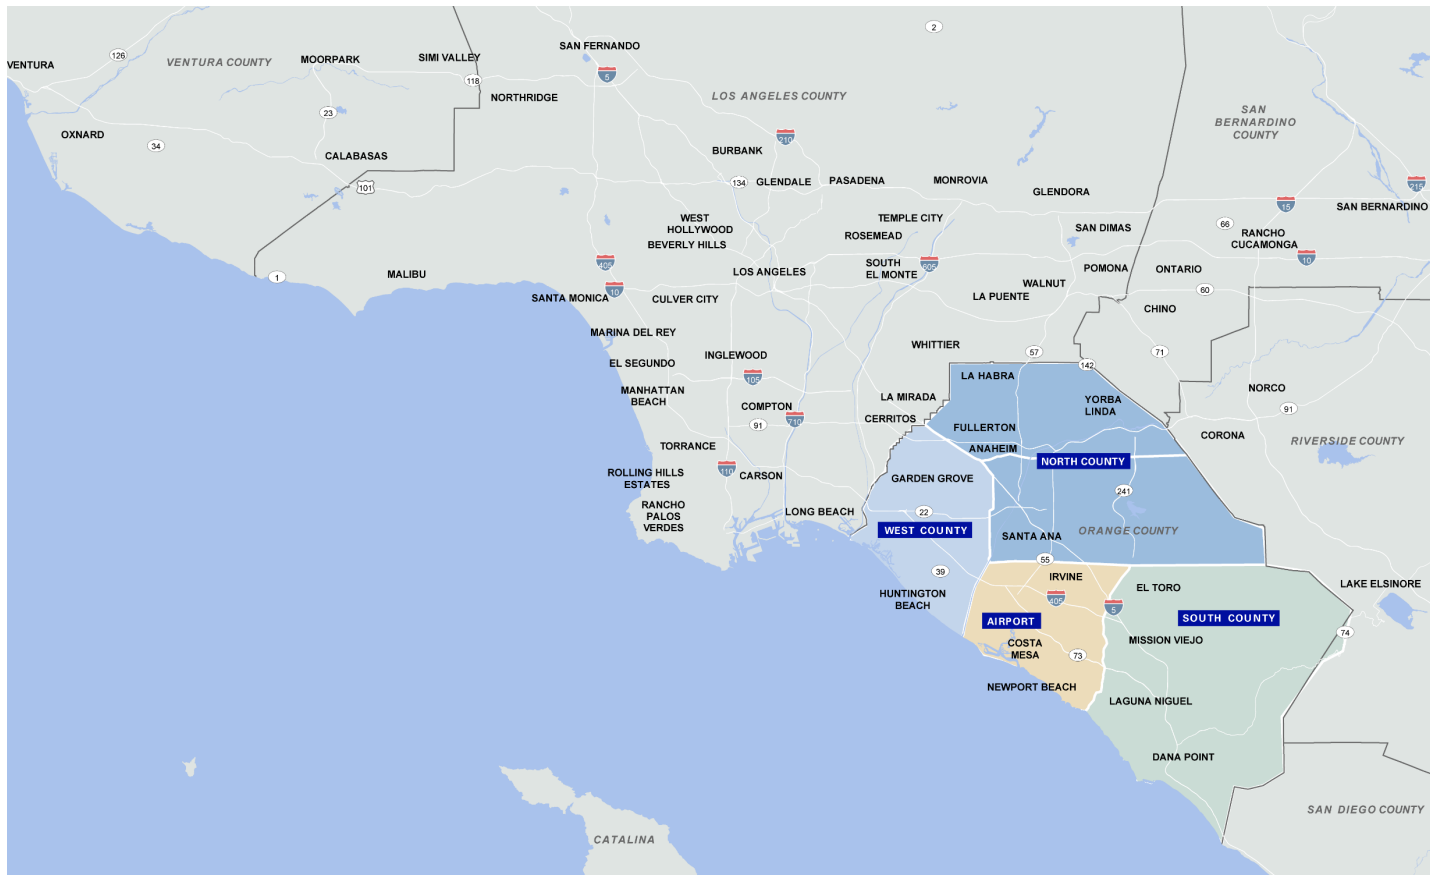 2
SAN FERNANDO
126
SIMI VALLEY
MOORPARK
VENTURA COUNTY
VENTURA
5
118
NORTHRIDGE
LOS ANGELES COUNTY
SAN
BERNARDINO
COUNTY
23
OXNARD
34
210
BURBANK
CALABASAS
101
134
GLENDALE
PASADENA
MONROVIA
GLENDORA
215
15
SAN BERNARDINO
WEST
HOLLYWOOD
TEMPLE CITY
66
SAN DIMAS
ROSEMEAD
BEVERLY HILLS
RANCHO
CUCAMONGA
10
405
SOUTH
EL MONTE
605
POMONA
ONTARIO
LOS ANGELES
MALIBU
1
WALNUT
60
10
SANTA MONICA
CULVER CITY
LA PUENTE
CHINO
MARINA DEL REY
WHITTIER
57
71
INGLEWOOD
EL SEGUNDO
142
105
LA HABRA
MANHATTAN
BEACH
NORCO
LA MIRADA
YORBA
LINDA
COMPTON
91
710
CERRITOS
91
FULLERTON
CORONA
RIVERSIDE COUNTY
TORRANCE
ANAHEIM
NORTH COUNTY
110
ROLLING HILLS
ESTATES
CARSON
GARDEN GROVE
241
RANCHO
PALOS
VERDES
LONG BEACH
22
WEST COUNTY
ORANGE COUNTY
SANTA ANA
55
39
IRVINE
EL TORO
LAKE ELSINORE
HUNTINGTON
BEACH
405
5
AIRPORT
SOUTH COUNTY
74
MISSION VIEJO
COSTA
MESA
73
NEWPORT BEACH
LAGUNA NIGUEL
DANA POINT
SAN DIEGO COUNTY
CATALINA